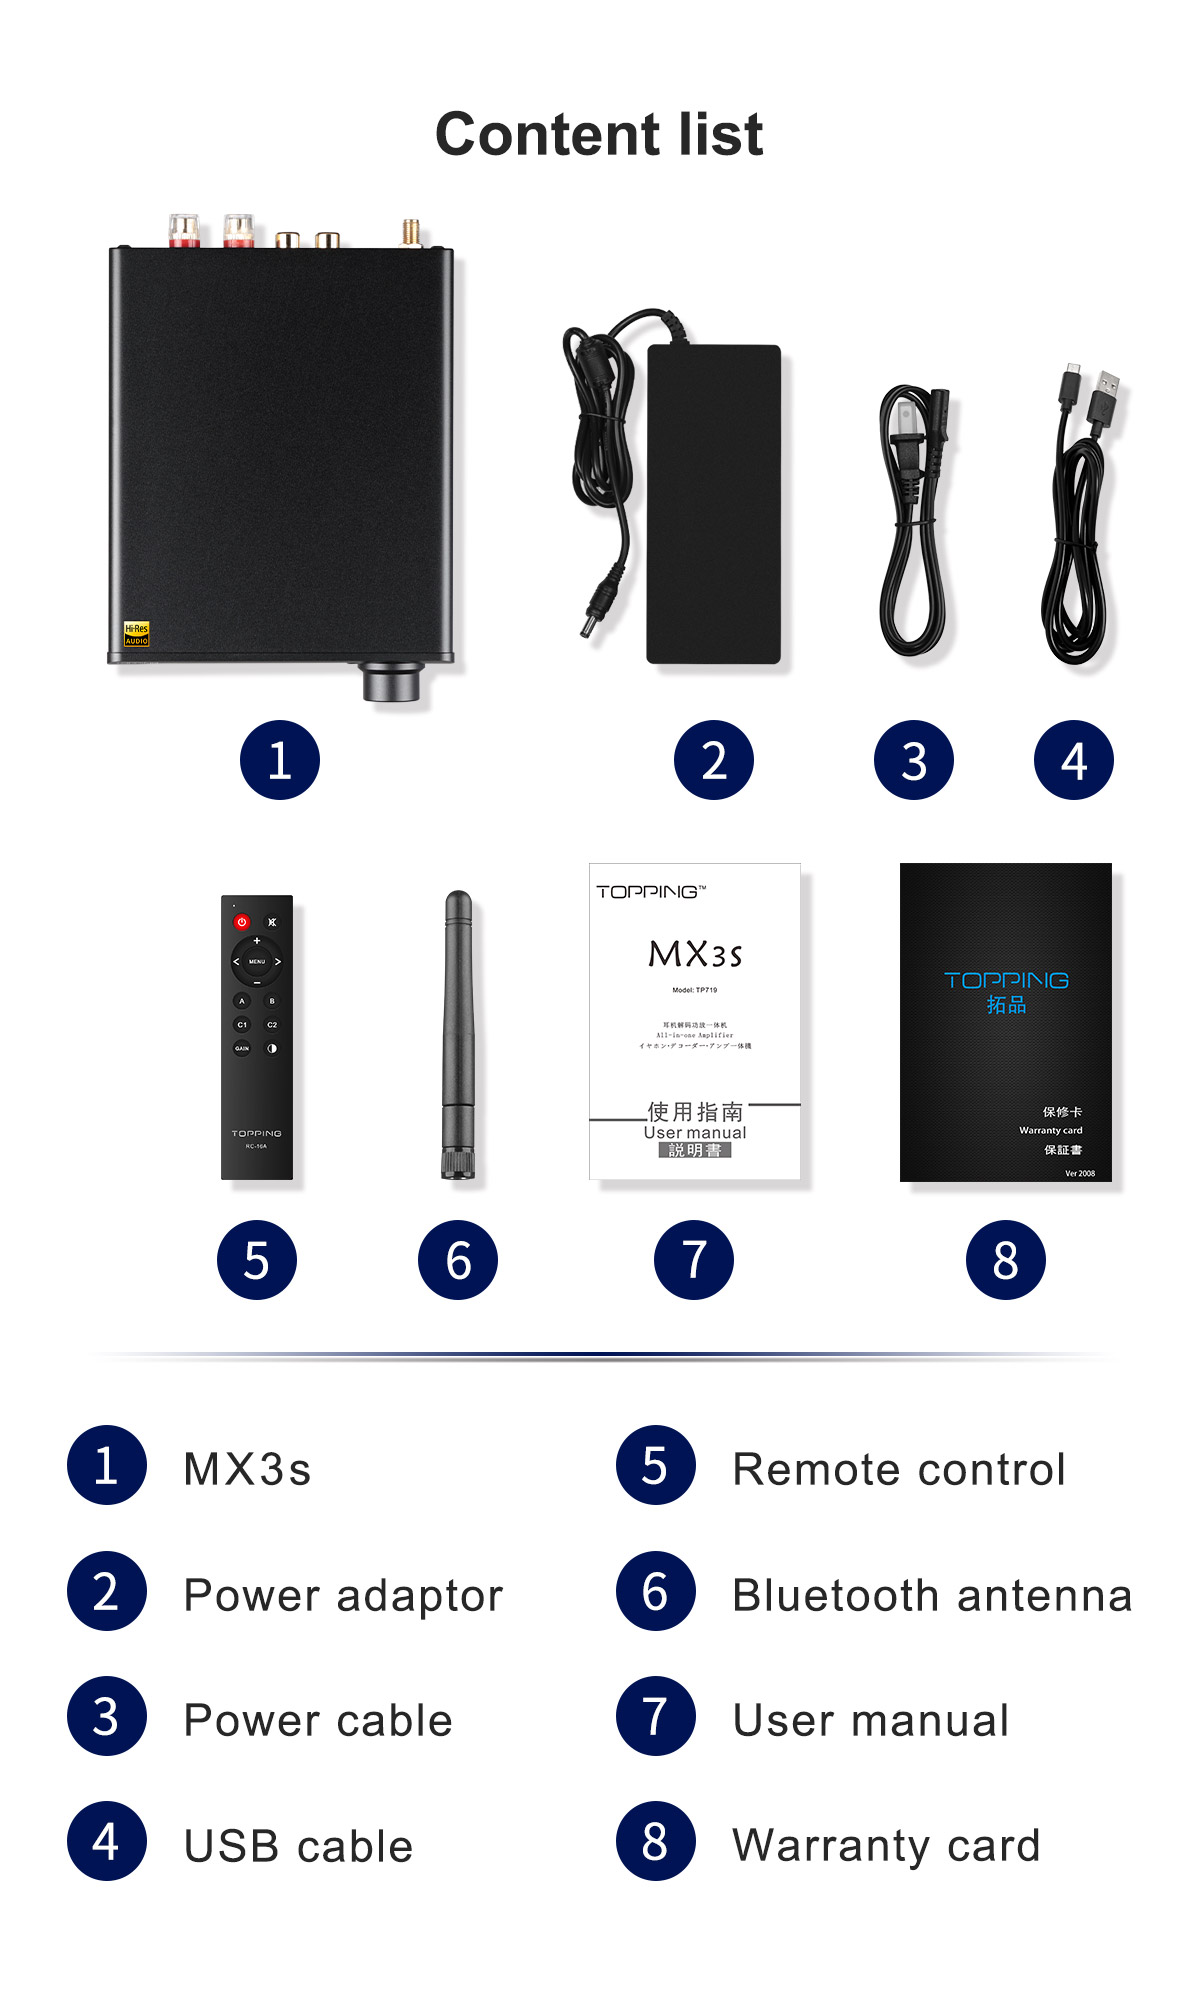 Content list
Hi-Res
AUDIO
1
2
3
4
MENU
A
B
C1
C2
GAIN
TOPPING
RC-16A
TOPPING™
MX3s
Model: TP719
耳机解码功放一体机
All-in-one Amplifier
イヤホン・デコーダー・アンプ一体機
使用指南
User manual
説明書
TOPPING
拓品
保修卡
Warranty card
保証書
Ver 2008
5
6
7
8
1 MX3s
2 Power adaptor
3 Power cable
4 USB cable
5 Remote control
6 Bluetooth antenna
7 User manual
8 Warranty card